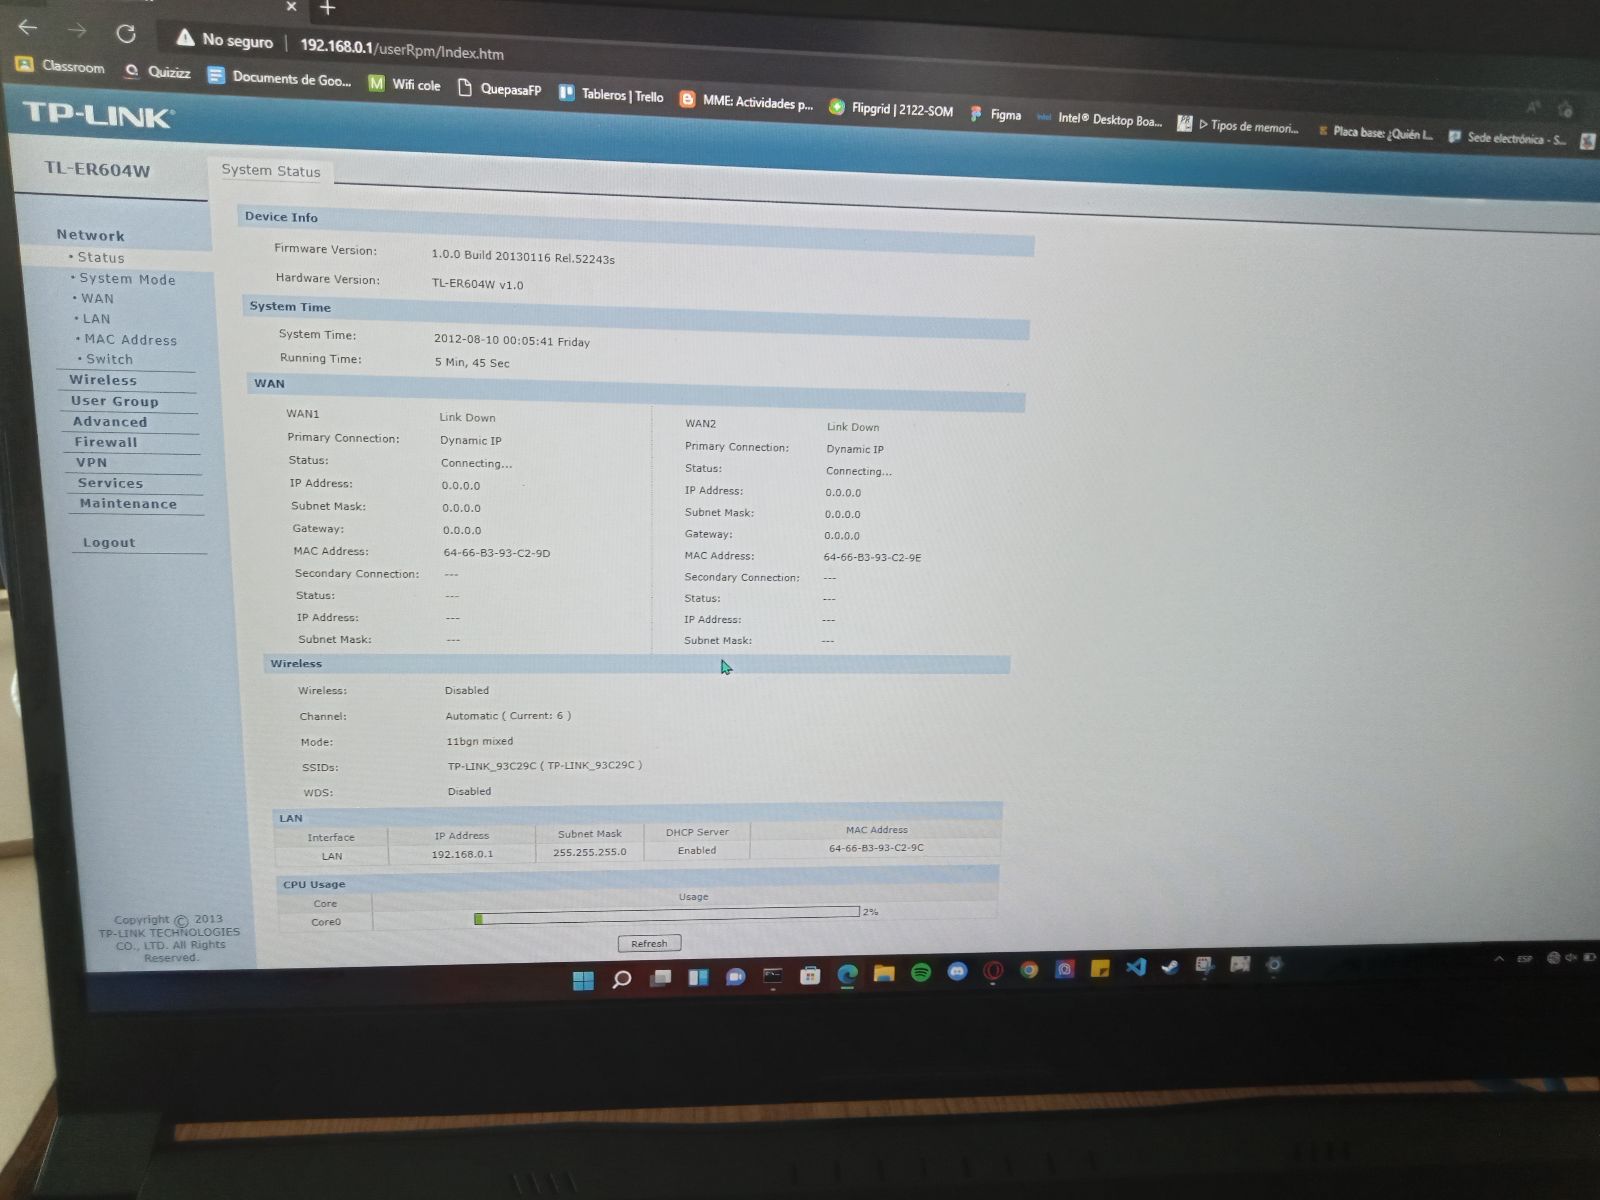 No seguro | 192.168.0.1/userRpm/Index.htm
Classroom Quizizz Documents de Goo... Wifi cole QuepasaFP Tableros | Trello MME: Actividades p... Flipgrid | 2122-SOM Figma Intel® Desktop Boa... Tipos de memori... Placa base: ¿Quién i... Sede electrónica - S...
TP-LINK®
TL-ER604W
System Status
Network
• Status
• System Mode
• WAN
• LAN
• MAC Address
• Switch
Wireless
User Group
Advanced
Firewall
VPN
Services
Maintenance
Logout
Copyright © 2013
TP-LINK TECHNOLOGIES
CO., LTD. All Rights
Reserved.
Device Info
Firmware Version: 1.0.0 Build 20130116 Rel.52243s
Hardware Version: TL-ER604W v1.0
System Time
System Time: 2012-08-10 00:05:41 Friday
Running Time: 5 Min, 45 Sec
WAN
WAN1 Link Down
Primary Connection: Dynamic IP
Status: Connecting...
IP Address: 0.0.0.0
Subnet Mask: 0.0.0.0
Gateway: 0.0.0.0
MAC Address: 64-66-B3-93-C2-9D
Secondary Connection: ---
Status: ---
IP Address: ---
Subnet Mask: ---
WAN2 Link Down
Primary Connection: Dynamic IP
Status: Connecting...
IP Address: 0.0.0.0
Subnet Mask: 0.0.0.0
Gateway: 0.0.0.0
MAC Address: 64-66-B3-93-C2-9E
Secondary Connection: ---
Status: ---
IP Address: ---
Subnet Mask: ---
Wireless
Wireless: Disabled
Channel: Automatic ( Current: 6 )
Mode: 11bgn mixed
SSIDs: TP-LINK_93C29C ( TP-LINK_93C29C )
WDS: Disabled
LAN
Interface IP Address Subnet Mask DHCP Server MAC Address
LAN 192.168.0.1 255.255.255.0 Enabled 64-66-B3-93-C2-9C
CPU Usage
Core Usage
Core0 2%
Refresh
ESP